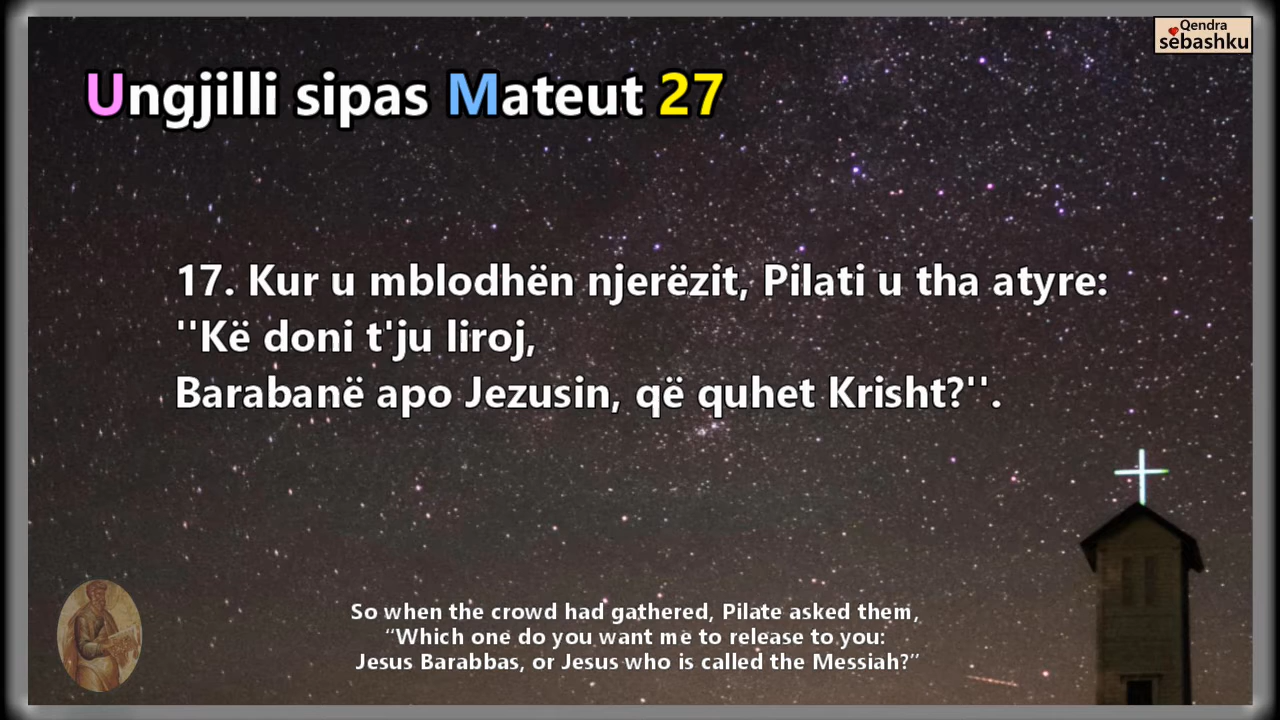 Qendra
sebashku
Ungjilli sipas Mateut 27
17. Kur u mblodhën njerëzit, Pilati u tha atyre:
''Kë doni t'ju liroj,
Barabanë apo Jezusin, që quhet Krisht?''.
So when the crowd had gathered, Pilate asked them,
“Which one do you want me to release to you:
Jesus Barabbas, or Jesus who is called the Messiah?”